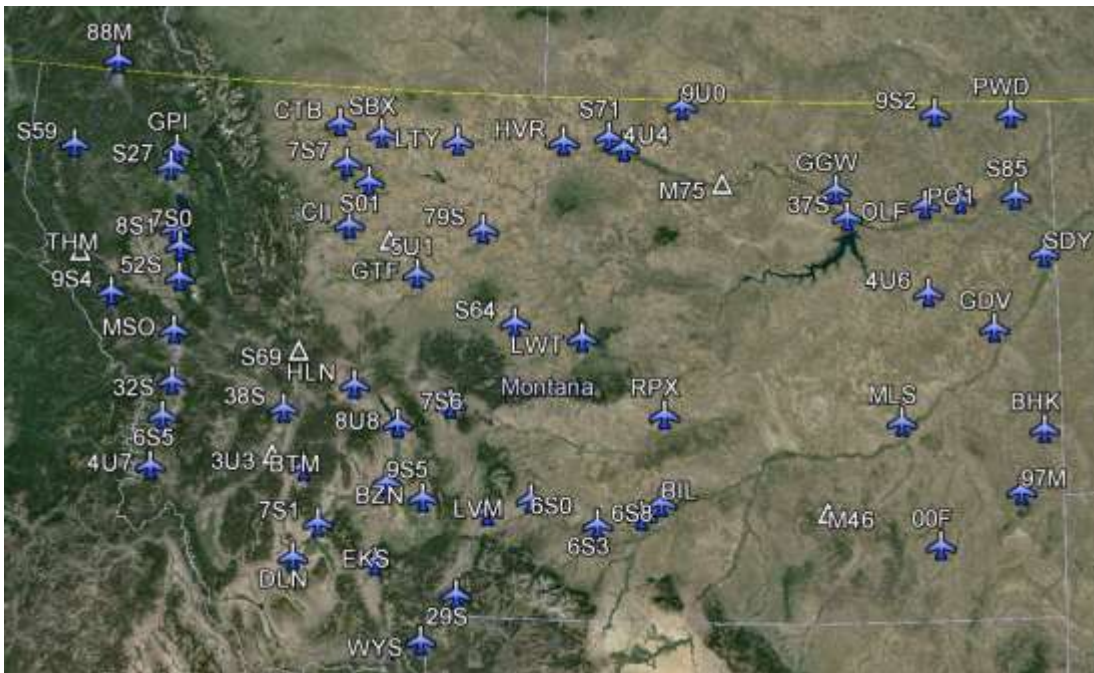 88M
CTB
SBX
LTY
HVR
S71
4U4
9U0
9S2
PWD
S59
GPI
S27
7S7
S01
CII
79S
5U1
GTF
M75
GGW
37S
OLF
PO1
S85
7S0
8S1
THM
52S
9S4
SDY
4U6
GDV
MSO
S64
LWT
S69
HLN
32S
38S
8U8
7S6
Montana
RPX
MLS
BHK
6S5
4U7
3U3
BTM
9S5
BZN
LVM
6S0
6S8
BIL
6S3
M46
00F
97M
7S1
DLN
EKS
29S
WYS